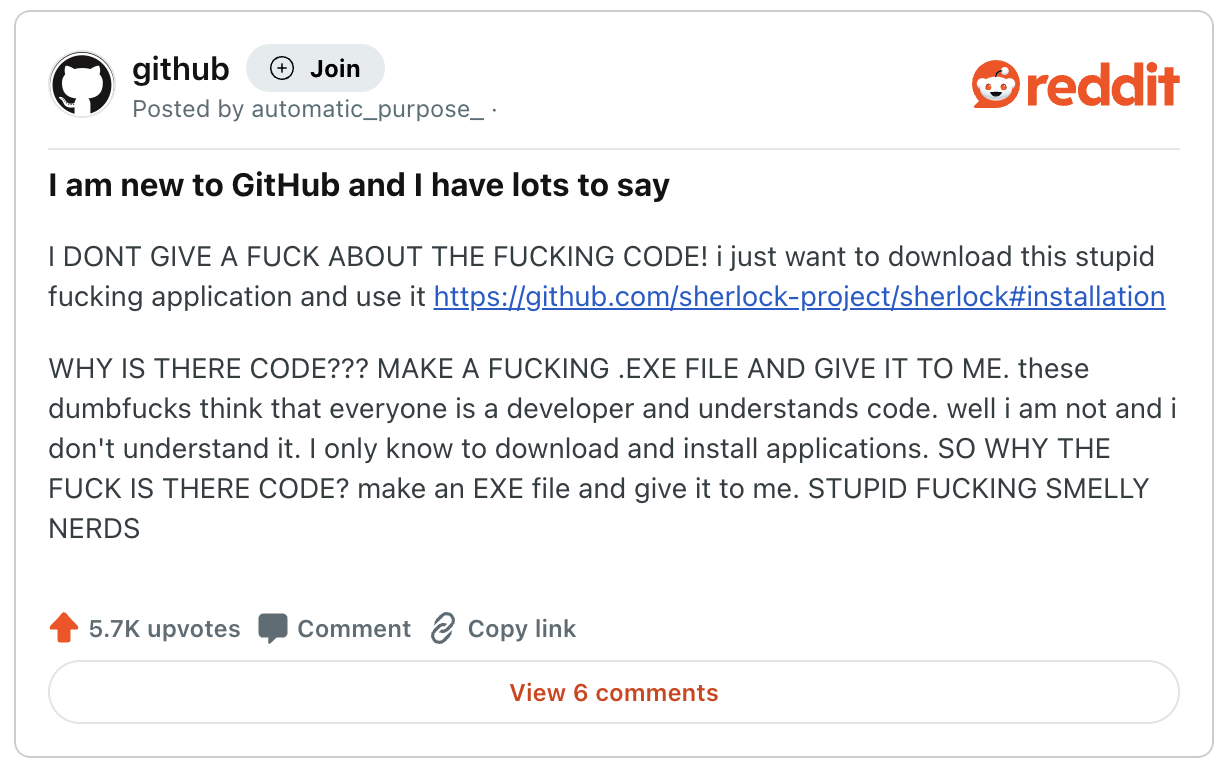 github
Join
reddit
Posted by automatic_purpose_ ·
I am new to GitHub and I have lots to say
I DONT GIVE A FUCK ABOUT THE FUCKING CODE! i just want to download this stupid
fucking application and use it https://github.com/sherlock-project/sherlock#installation
WHY IS THERE CODE??? MAKE A FUCKING .EXE FILE AND GIVE IT TO ME. these
dumbfucks think that everyone is a developer and understands code. well i am not and i
don't understand it. I only know to download and install applications. SO WHY THE
FUCK IS THERE CODE? make an EXE file and give it to me. STUPID FUCKING SMELLY
NERDS
5.7K upvotes Comment Copy link
View 6 comments